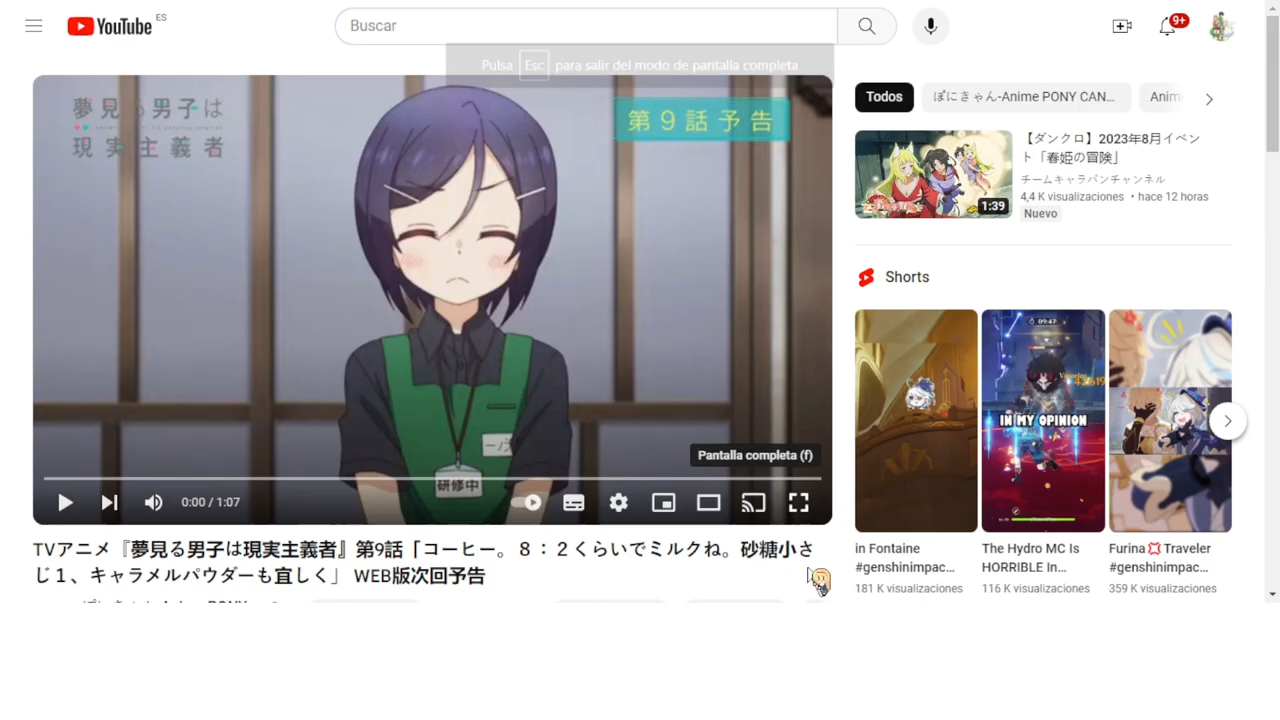 YouTube ES
Buscar
9+
Pulsa Esc para salir del modo de pantalla completa
夢見る男子は
現実主義者
第９話予告
研修中
Pantalla completa (f)
0:00 / 1:07
TVアニメ『夢見る男子は現実主義者』第9話「コーヒー。８：２くらいでミルクね。砂糖小さ
じ１、キャラメルパウダーも宜しく」 WEB版次回予告
Todos
ぽにきゃん-Anime PONY CAN...
Anim
【ダンクロ】2023年8月イベン
ト「春姫の冒険」
チームキャラバンチャンネル
4,4 K visualizaciones • hace 12 horas
Nuevo
1:39
Shorts
IN MY OPINION
in Fontaine
#genshinimpac...
181 K visualizaciones
The Hydro MC Is
HORRIBLE In...
116 K visualizaciones
Furina💢Traveler
#genshinimpac...
359 K visualizaciones